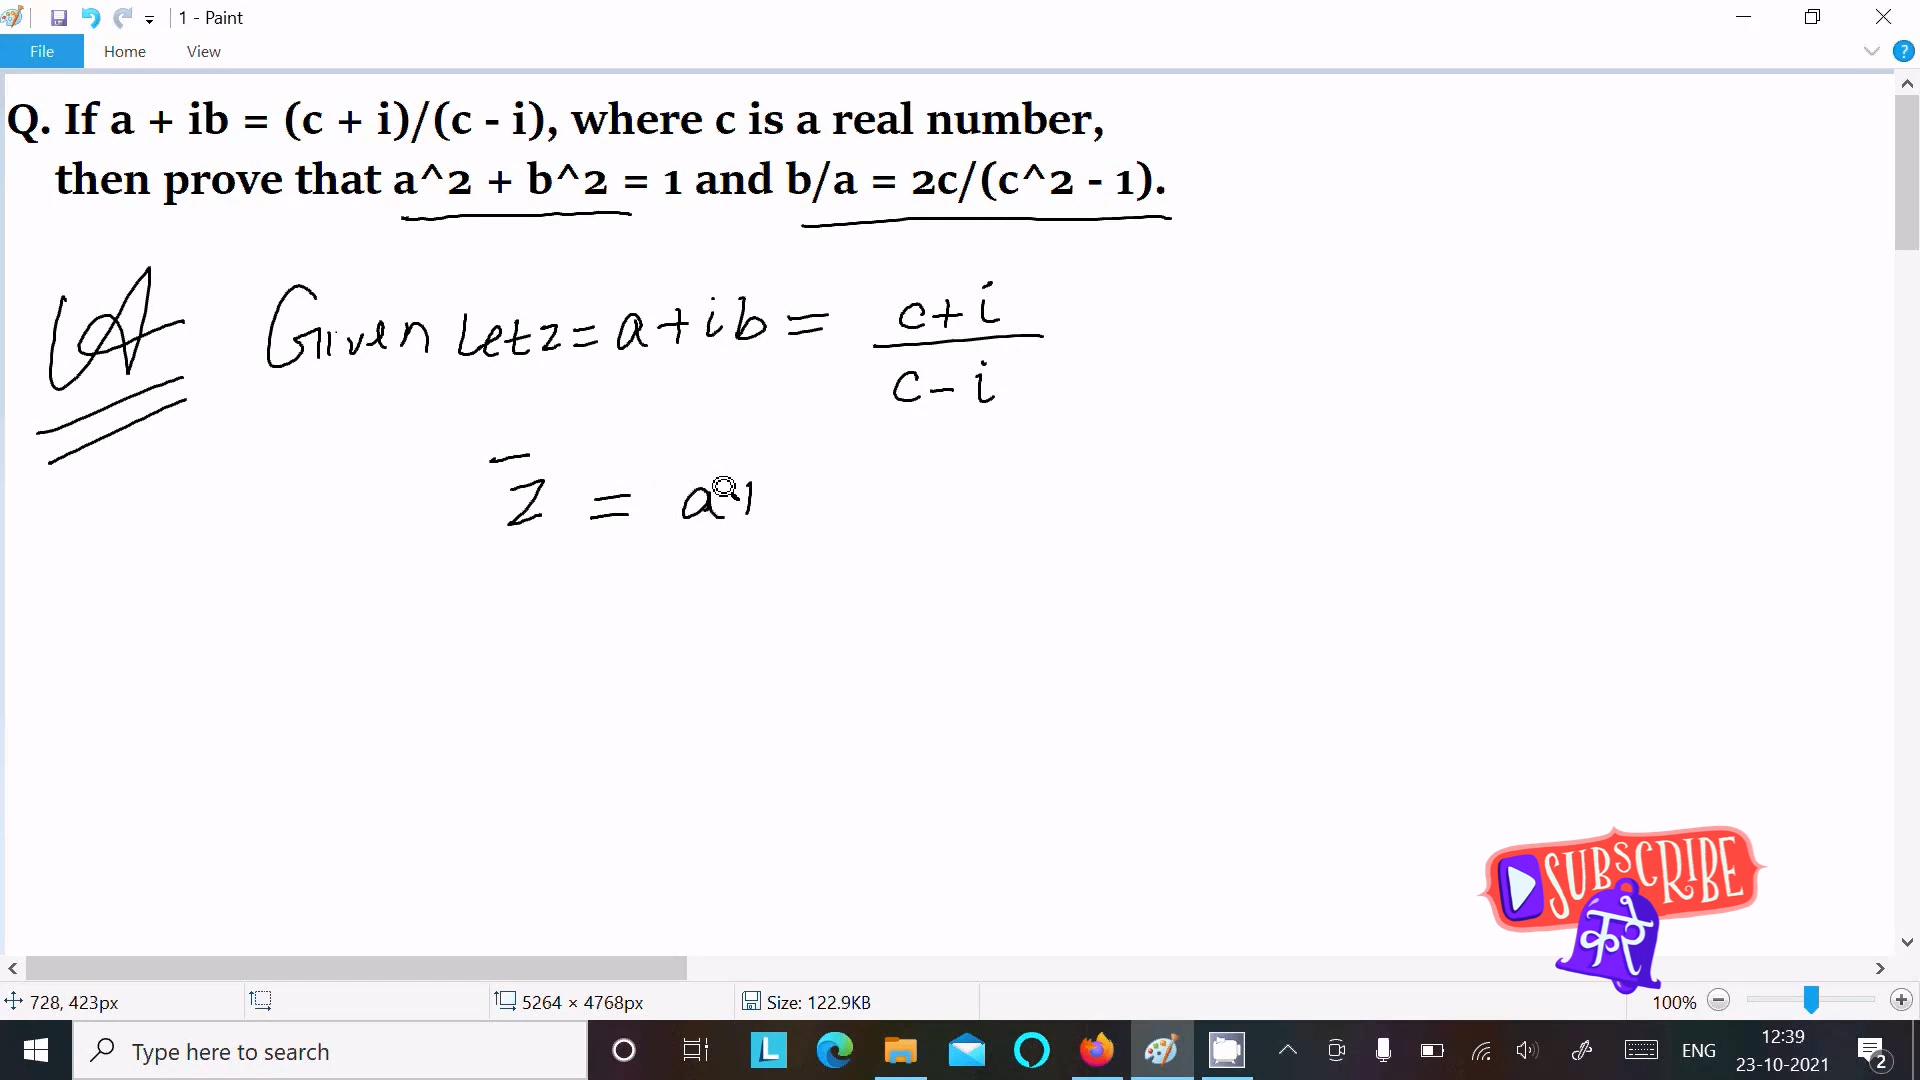 1 - Paint
File Home View
Q. If a + ib = (c + i)/(c - i), where c is a real number,
then prove that a^2 + b^2 = 1 and b/a = 2c/(c^2 - 1).
Given Let z = a + i b = c + i
c - i
z̅ = a
SUBSCRIBE
करे
728, 423px 5264 × 4768px Size: 122.9KB 100%
Type here to search
L
ENG
12:39
23-10-2021
2